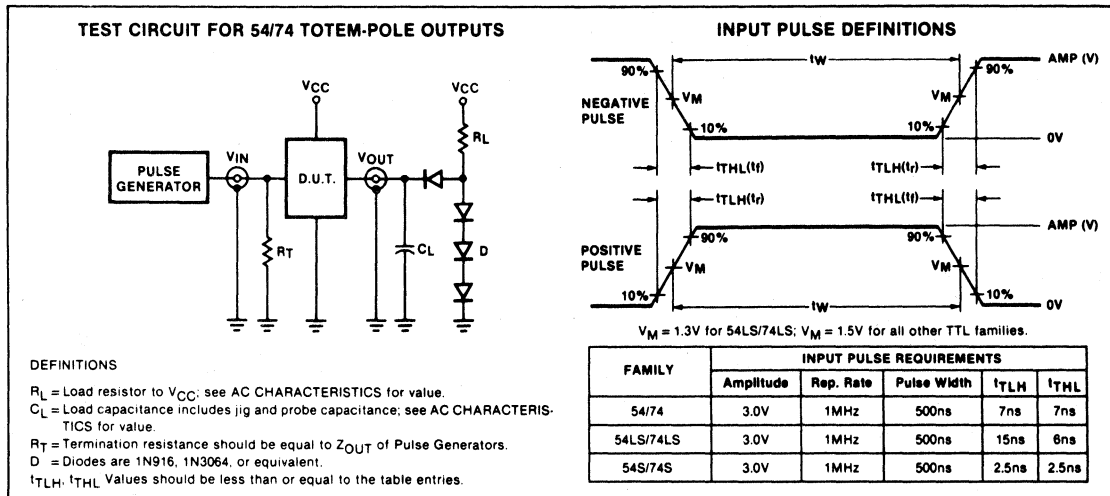 TEST CIRCUIT FOR 54/74 TOTEM-POLE OUTPUTS
VCC
VCC
RL
VIN
VOUT
PULSE
GENERATOR
D.U.T.
RT
CL
D
DEFINITIONS
RL = Load resistor to VCC; see AC CHARACTERISTICS for value.
CL = Load capacitance includes jig and probe capacitance; see AC CHARACTERIS-
TICS for value.
RT = Termination resistance should be equal to ZOUT of Pulse Generators.
D = Diodes are 1N916, 1N3064, or equivalent.
tTLH, tTHL Values should be less than or equal to the table entries.
INPUT PULSE DEFINITIONS
90% tW 90% AMP (V)
NEGATIVE
PULSE
VM VM
10% 10%
0V
tTHL(tf) tTLH(tr)
tTLH(tr) tTHL(tf)
AMP (V)
90% 90%
POSITIVE
PULSE
VM VM
10% tW 10%
0V
VM = 1.3V for 54LS/74LS; VM = 1.5V for all other TTL families.
FAMILY INPUT PULSE REQUIREMENTS
Amplitude Rep. Rate Pulse Width tTLH tTHL
54/74 3.0V 1MHz 500ns 7ns 7ns
54LS/74LS 3.0V 1MHz 500ns 15ns 6ns
54S/74S 3.0V 1MHz 500ns 2.5ns 2.5ns